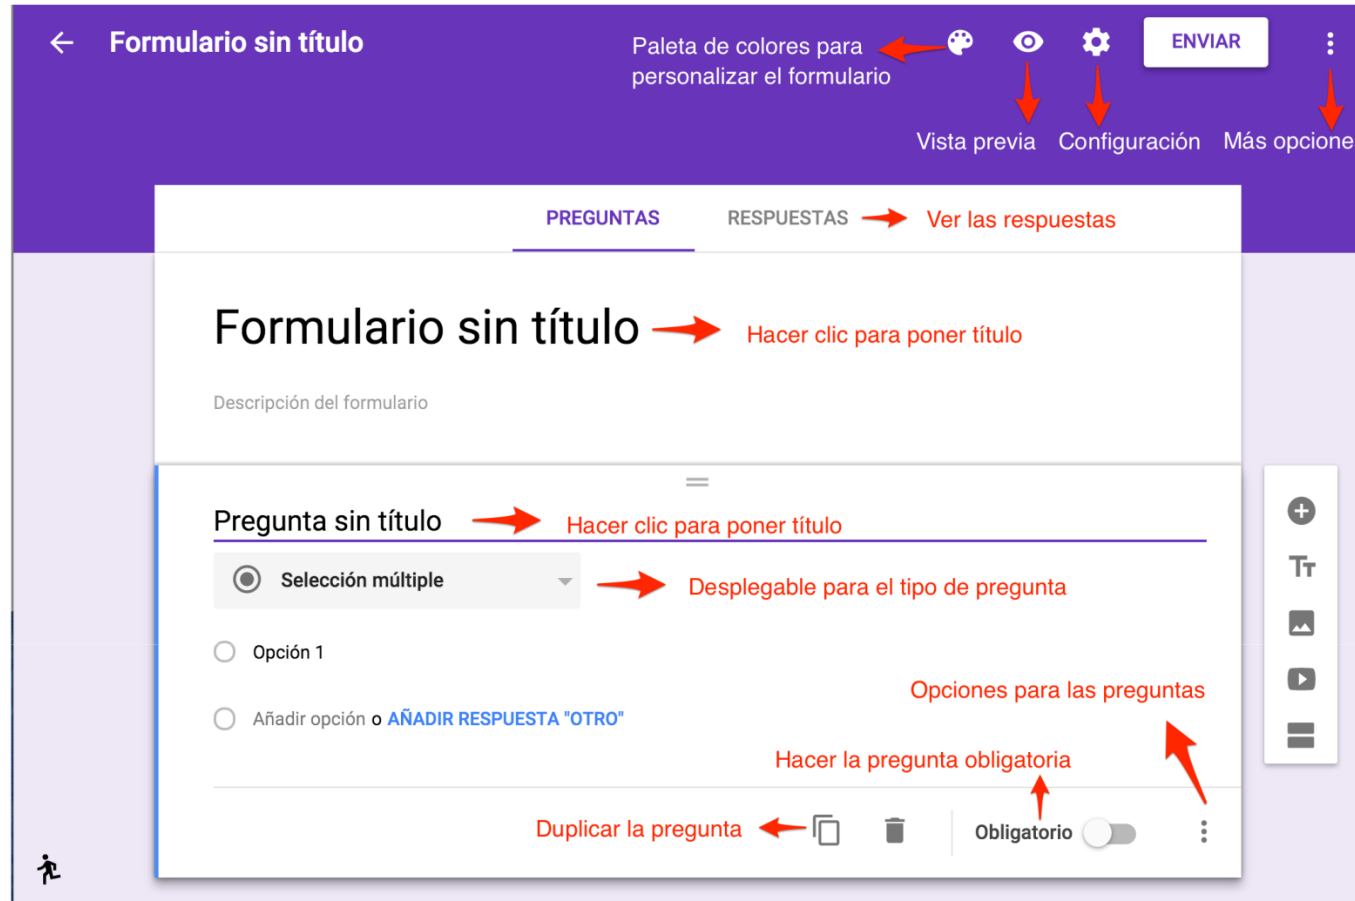 Formulario sin título
Paleta de colores para
personalizar el formulario
ENVIAR
Vista previa
Configuración
Más opcione
PREGUNTAS
RESPUESTAS
Ver las respuestas
Formulario sin título
Hacer clic para poner título
Descripción del formulario
Pregunta sin título
Hacer clic para poner título
Selección múltiple
Desplegable para el tipo de pregunta
Opción 1
Opciones para las preguntas
Añadir opción o AÑADIR RESPUESTA "OTRO"
Hacer la pregunta obligatoria
Duplicar la pregunta
Obligatorio
Tт